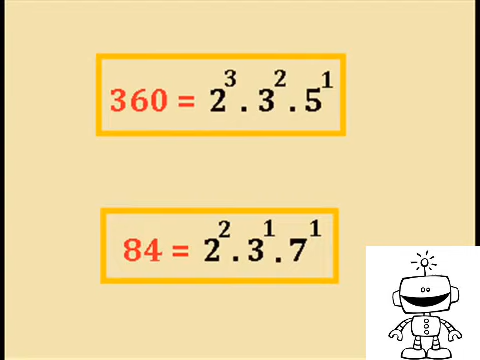 360 = 2³ . 3² . 5¹
84 = 2² . 3¹ . 7¹